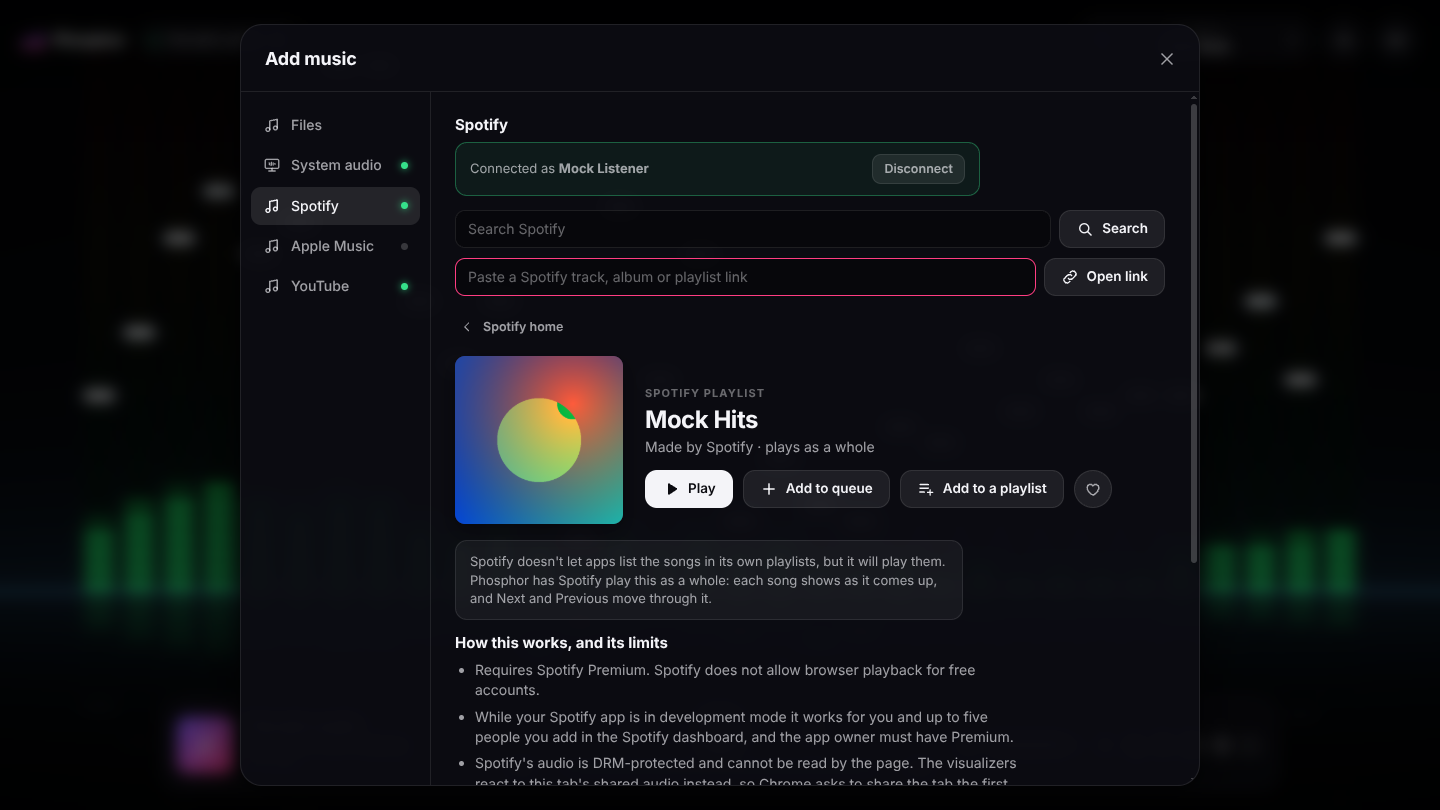 Add music
Files
System audio
Spotify
Apple Music
YouTube
Spotify
Connected as Mock Listener
Disconnect
Search Spotify
Search
Paste a Spotify track, album or playlist link
Open link
Spotify home
SPOTIFY PLAYLIST
Mock Hits
Made by Spotify · plays as a whole
Play
Add to queue
Add to a playlist
Spotify doesn't let apps list the songs in its own playlists, but it will play them.
Phosphor has Spotify play this as a whole: each song shows as it comes up,
and Next and Previous move through it.
How this works, and its limits
• Requires Spotify Premium. Spotify does not allow browser playback for free
accounts.
• While your Spotify app is in development mode it works for you and up to five
people you add in the Spotify dashboard, and the app owner must have Premium.
• Spotify's audio is DRM-protected and cannot be read by the page. The visualizers
react to this tab's shared audio instead, so Chrome asks to share the tab the first